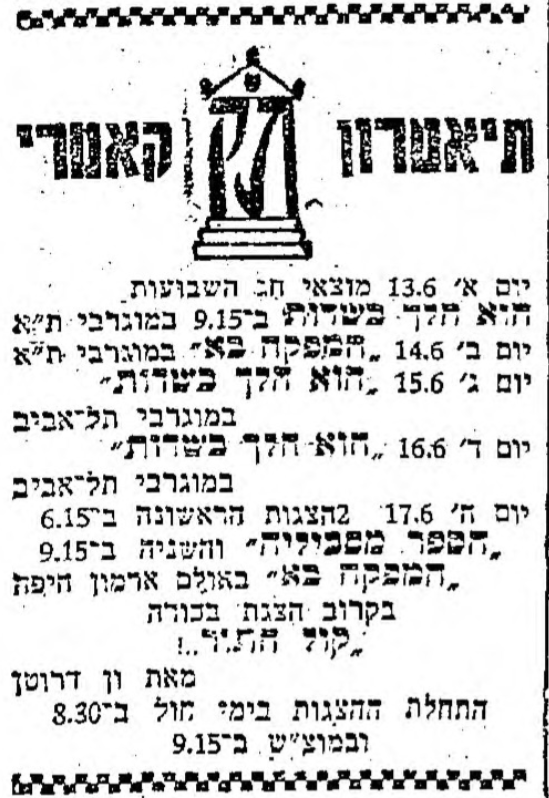 תיאטרון קאמרי
יום א׳ 13.6 מוצאי חג השבועות
הוא הלך בשדות ב־9.15 במוגרבי ת״א
יום ב׳ 14.6 „המפקח בא״ במוגרבי ת״א
יום ג׳ 15.6 „הוא הלך בשדות״
במוגרבי תל־אביב
יום ד׳ 16.6 „הוא הלך בשדות״
במוגרבי תל־אביב
יום ה׳ 17.6 2הצגות הראשונה ב־6.15
„הספר מסביליה״ והשניה ב־9.15
„המפקח בא״ באולם ארמון חיפה
בקרוב הצגת בכורה
„קול
מאת ון דרוטן
התחלת ההצגות בימי חול ב־8.30
ובמוצ״ש ב־9.15